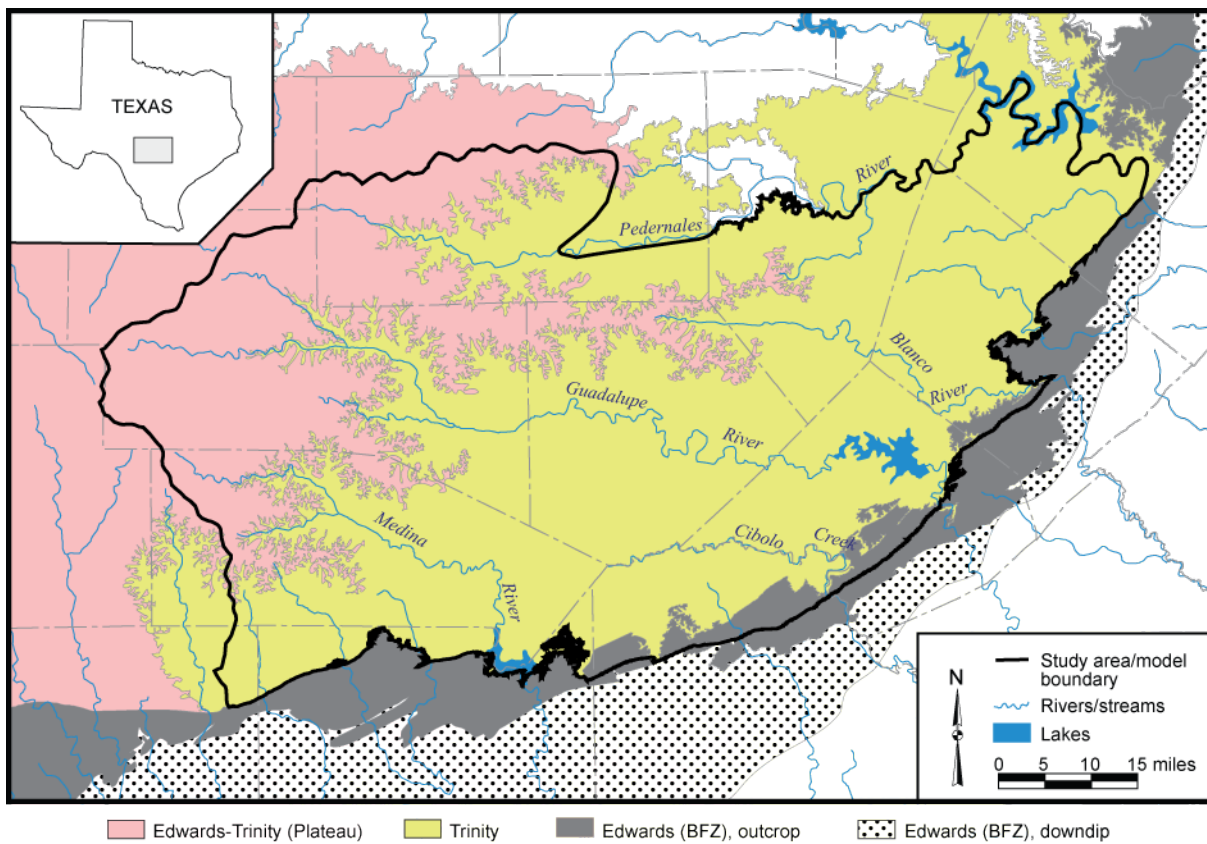 TEXAS
Pedernales
River
Blanco
River
Guadalupe
River
Medina
River
Cibolo
Creek
N
Study area/model
boundary
Rivers/streams
Lakes
0 5 10 15 miles
Edwards-Trinity (Plateau) Trinity Edwards (BFZ), outcrop Edwards (BFZ), downdip